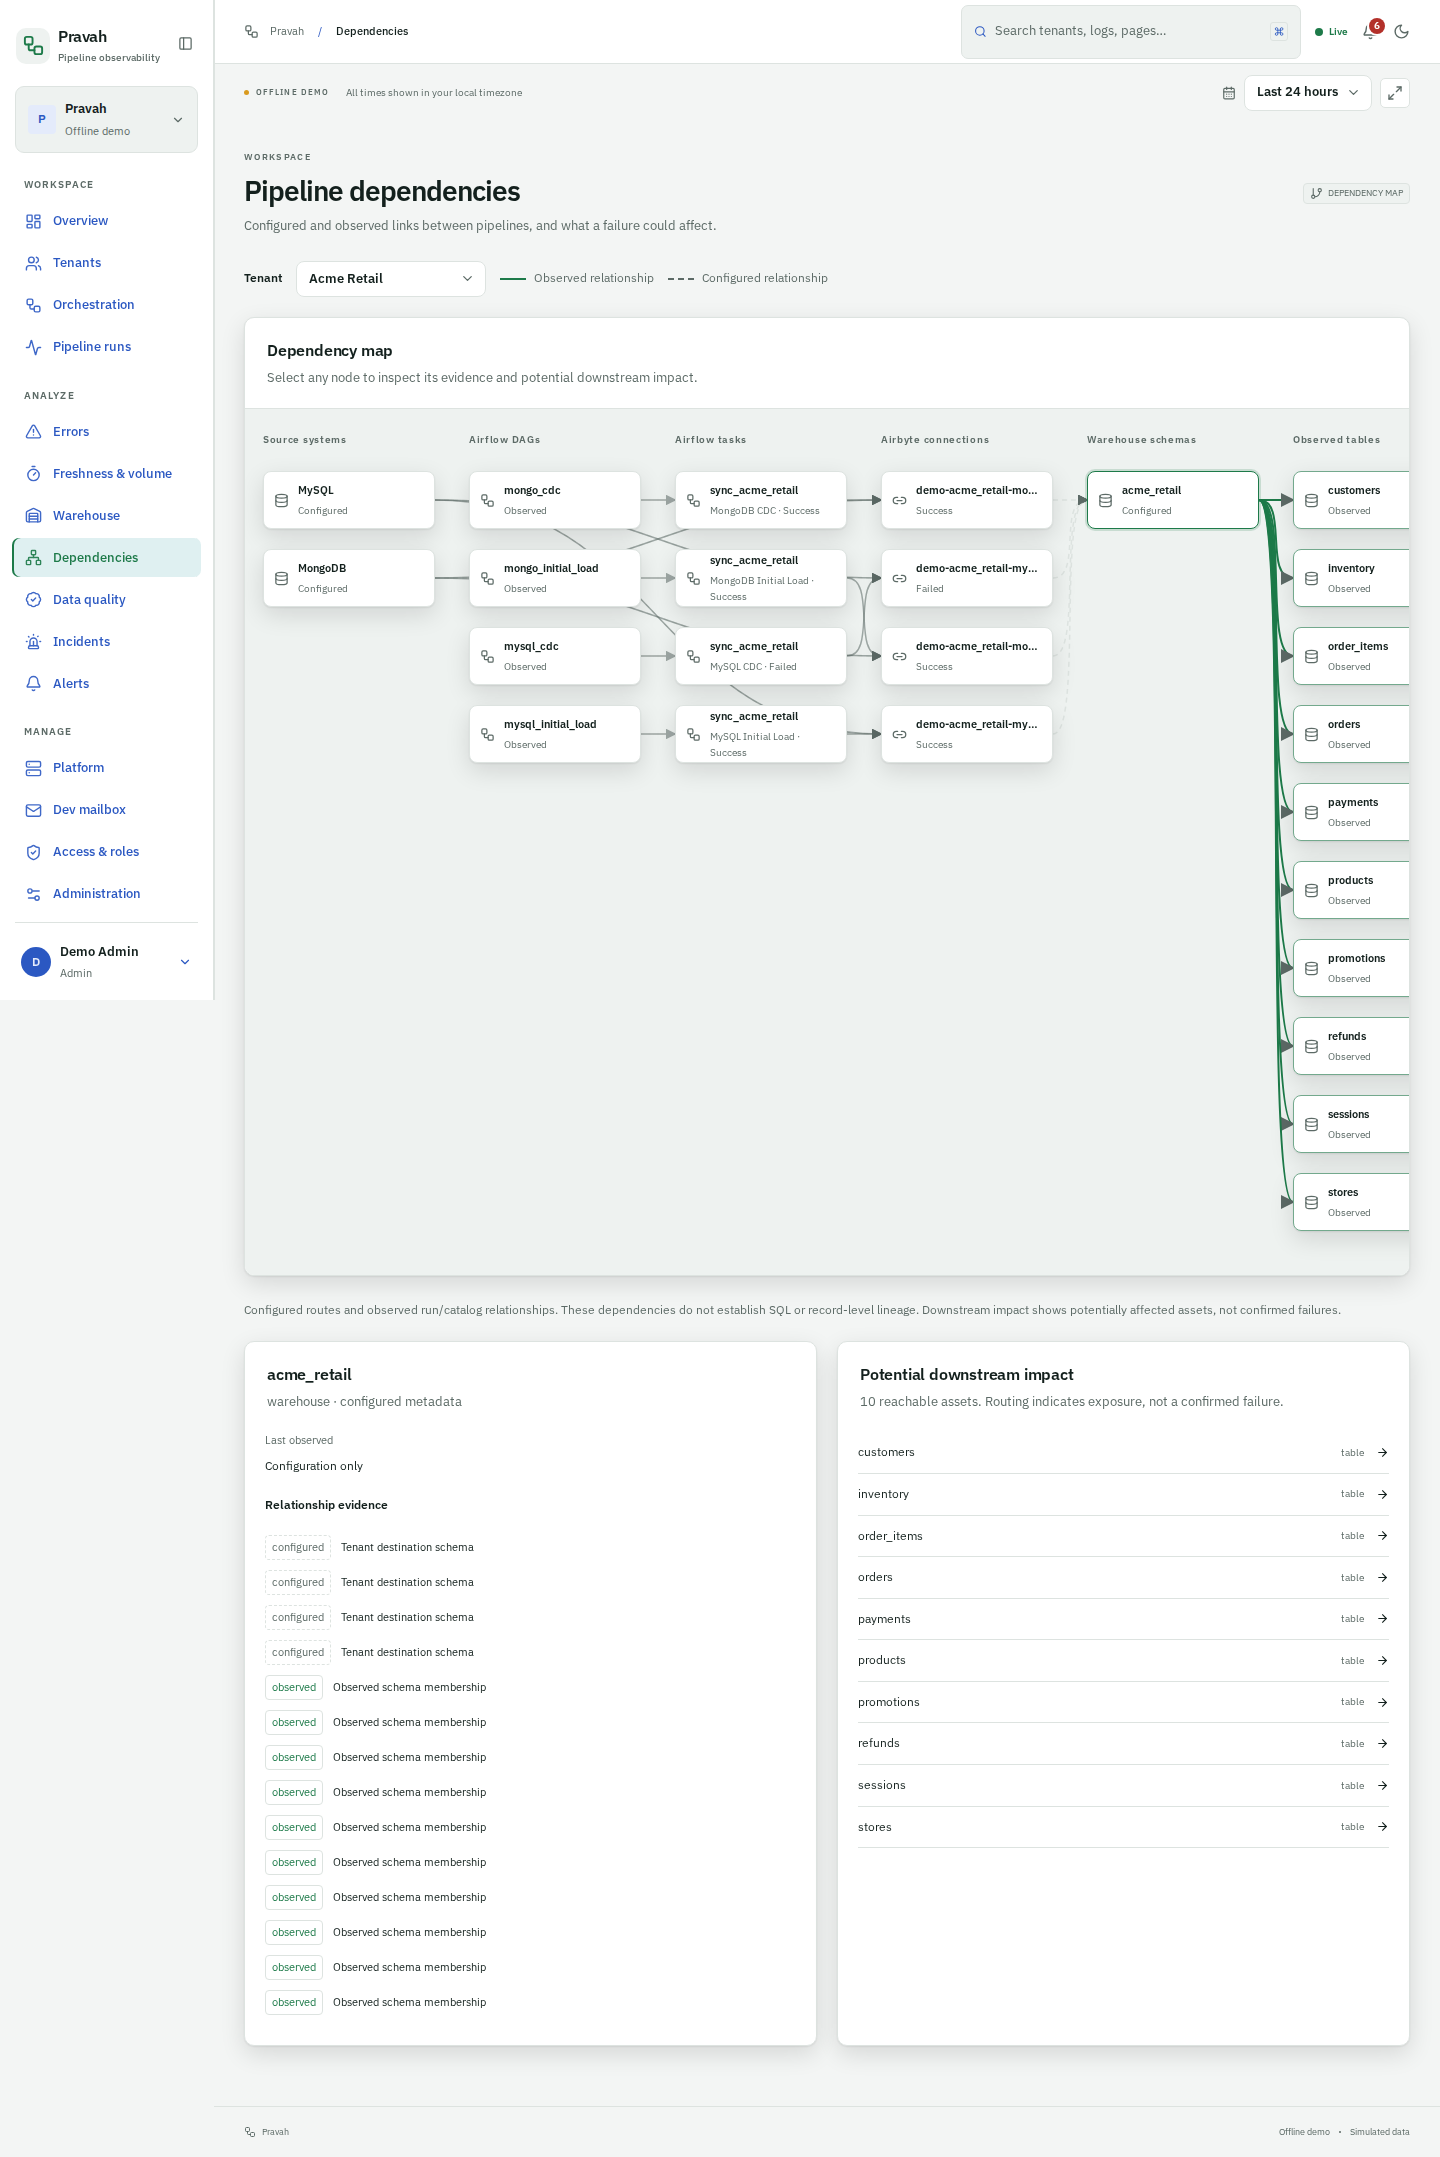 Pravah
Pipeline observability
P
Pravah
Offline demo
WORKSPACE
Overview
Tenants
Orchestration
Pipeline runs
ANALYZE
Errors
Freshness & volume
Warehouse
Dependencies
Data quality
Incidents
Alerts
MANAGE
Platform
Dev mailbox
Access & roles
Administration
D
Demo Admin
Admin
Pravah / Dependencies
Search tenants, logs, pages...
⌘
Live
6
OFFLINE DEMO
All times shown in your local timezone
Last 24 hours
WORKSPACE
Pipeline dependencies
DEPENDENCY MAP
Configured and observed links between pipelines, and what a failure could affect.
Tenant
Acme Retail
Observed relationship
Configured relationship
Dependency map
Select any node to inspect its evidence and potential downstream impact.
Source systems
MySQL
Configured
MongoDB
Configured
Airflow DAGs
mongo_cdc
Observed
mongo_initial_load
Observed
mysql_cdc
Observed
mysql_initial_load
Observed
Airflow tasks
sync_acme_retail
MongoDB CDC · Success
sync_acme_retail
MongoDB Initial Load ·
Success
sync_acme_retail
MySQL CDC · Failed
sync_acme_retail
MySQL Initial Load ·
Success
Airbyte connections
demo-acme_retail-mo...
Success
demo-acme_retail-my...
Failed
demo-acme_retail-mo...
Success
demo-acme_retail-my...
Success
Warehouse schemas
acme_retail
Configured
Observed tables
customers
Observed
inventory
Observed
order_items
Observed
orders
Observed
payments
Observed
products
Observed
promotions
Observed
refunds
Observed
sessions
Observed
stores
Observed
Configured routes and observed run/catalog relationships. These dependencies do not establish SQL or record-level lineage. Downstream impact shows potentially affected assets, not confirmed failures.
acme_retail
warehouse · configured metadata
Last observed
Configuration only
Relationship evidence
configured Tenant destination schema
configured Tenant destination schema
configured Tenant destination schema
configured Tenant destination schema
observed Observed schema membership
observed Observed schema membership
observed Observed schema membership
observed Observed schema membership
observed Observed schema membership
observed Observed schema membership
observed Observed schema membership
observed Observed schema membership
observed Observed schema membership
observed Observed schema membership
Potential downstream impact
10 reachable assets. Routing indicates exposure, not a confirmed failure.
customers table
inventory table
order_items table
orders table
payments table
products table
promotions table
refunds table
sessions table
stores table
Pravah
Offline demo • Simulated data